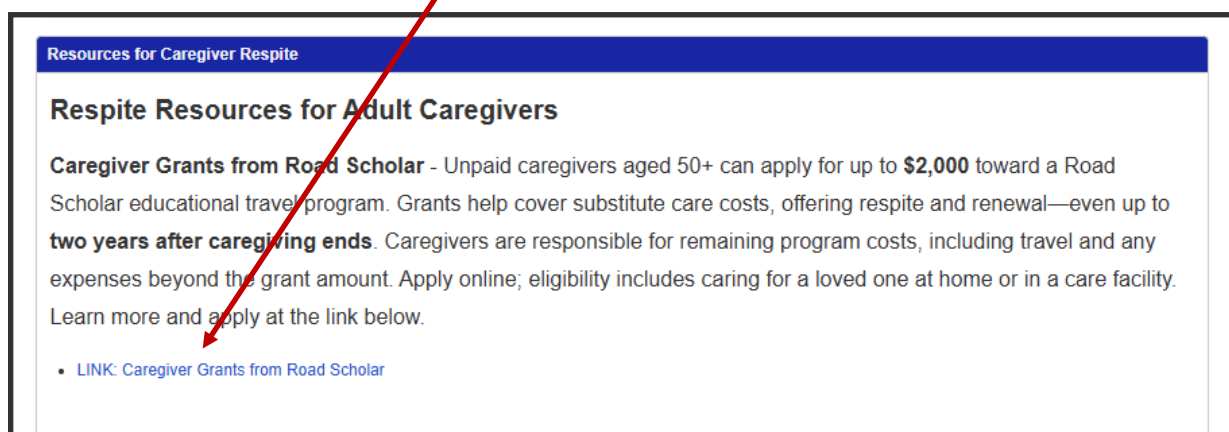 Resources for Caregiver Respite
Respite Resources for Adult Caregivers
Caregiver Grants from Road Scholar - Unpaid caregivers aged 50+ can apply for up to $2,000 toward a Road
Scholar educational travel program. Grants help cover substitute care costs, offering respite and renewal—even up to
two years after caregiving ends. Caregivers are responsible for remaining program costs, including travel and any
expenses beyond the grant amount. Apply online; eligibility includes caring for a loved one at home or in a care facility.
Learn more and apply at the link below.
• LINK: Caregiver Grants from Road Scholar